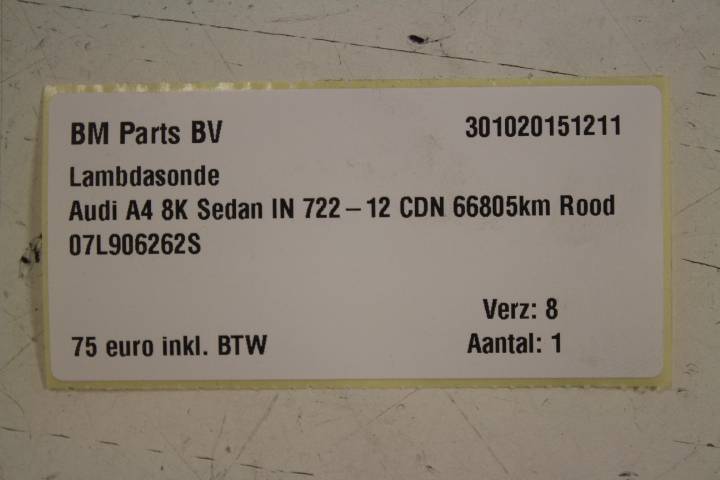 BM Parts BV 301020151211
Lambdasonde
Audi A4 8K Sedan IN 722 – 12 CDN 66805km Rood
07L906262S
Verz: 8
75 euro inkl. BTW Aantal: 1